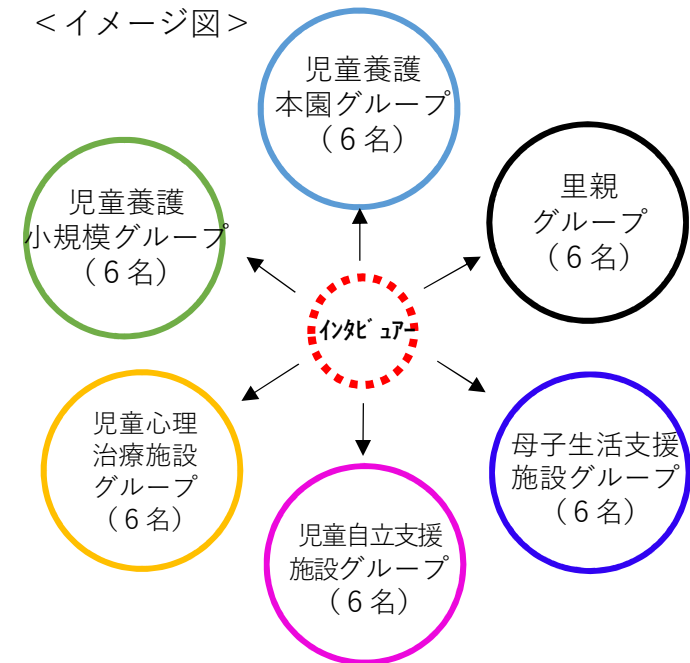 ＜イメージ図＞
児童養護
本園グループ
（６名）
児童養護
小規模グループ
（６名）
里親
グループ
（６名）
ｲﾝﾀﾋﾞｭｱｰ
児童心理
治療施設
グループ
（６名）
母子生活支援
施設グループ
（６名）
児童自立支援
施設グループ
（６名）